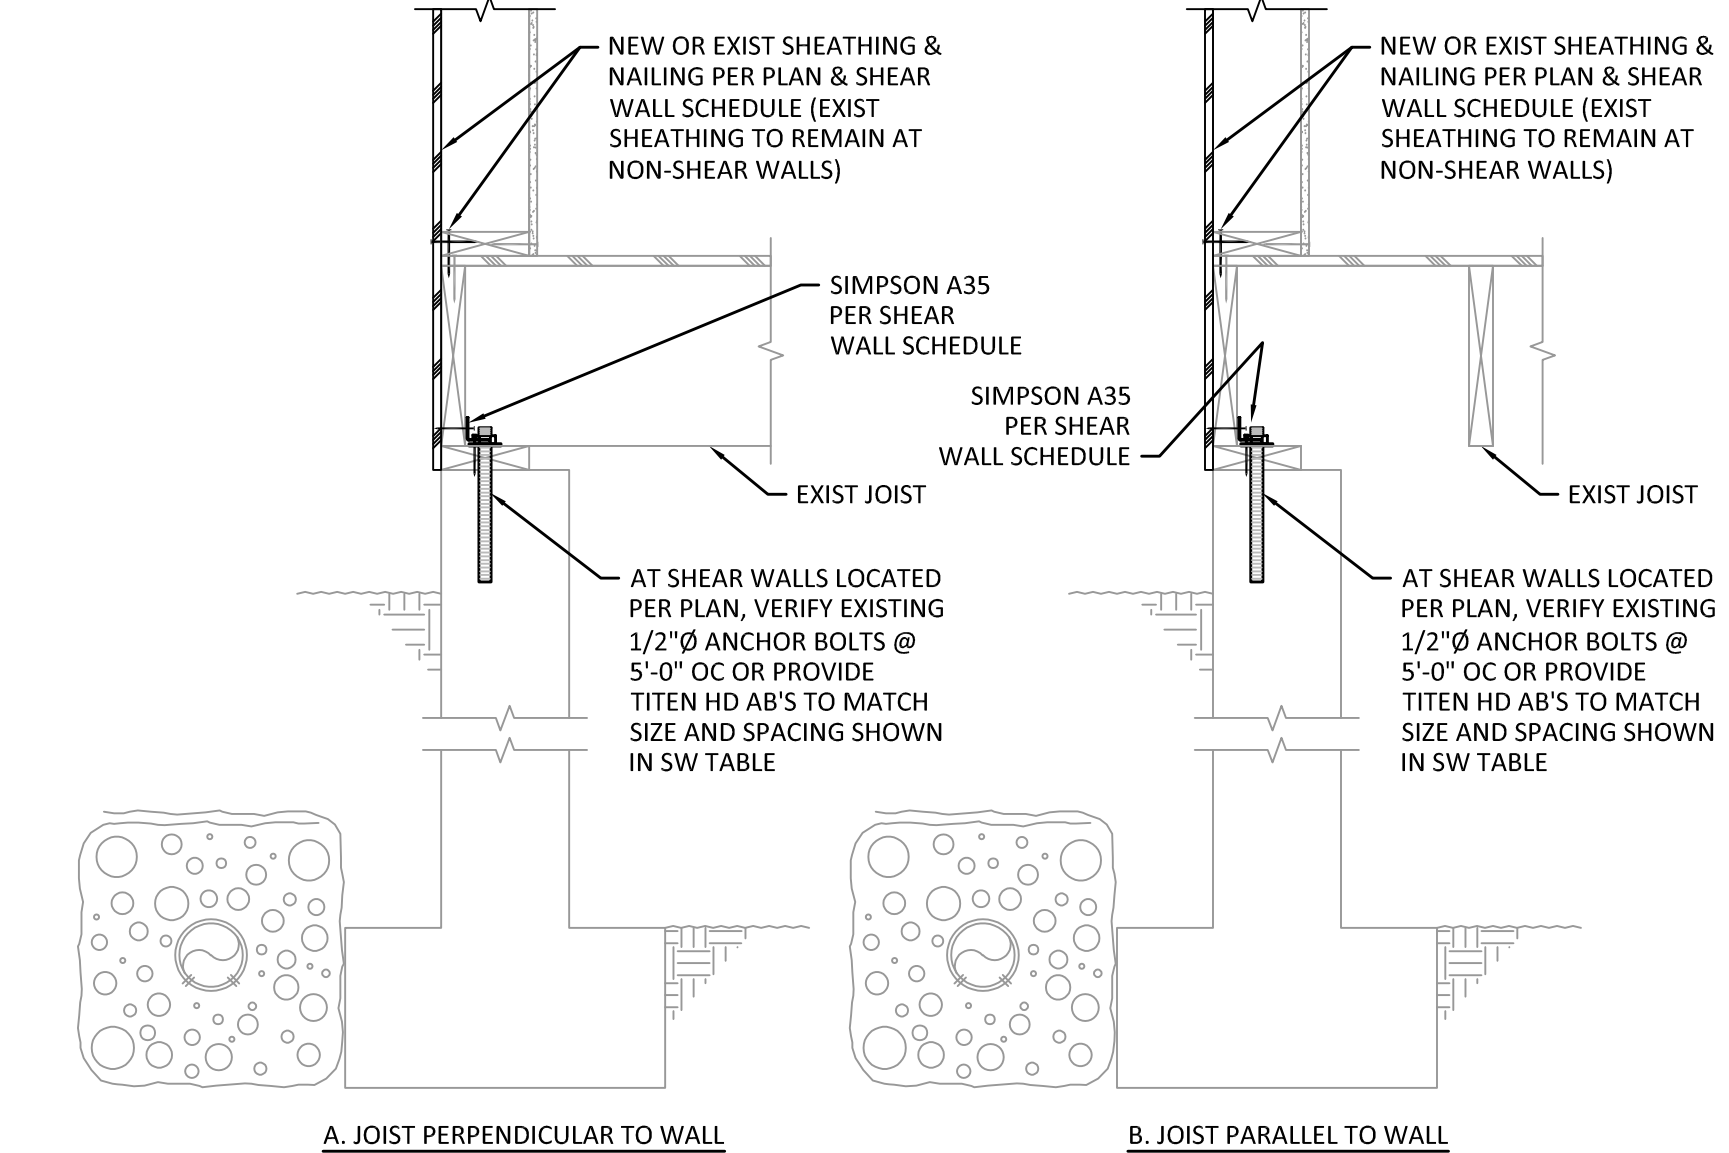 NEW OR EXIST SHEATHING &
NAILING PER PLAN & SHEAR
WALL SCHEDULE (EXIST
SHEATHING TO REMAIN AT
NON-SHEAR WALLS)
SIMPSON A35
PER SHEAR
WALL SCHEDULE
EXIST JOIST
AT SHEAR WALLS LOCATED
PER PLAN, VERIFY EXISTING
1/2"Ø ANCHOR BOLTS @
5'-0" OC OR PROVIDE
TITEN HD AB'S TO MATCH
SIZE AND SPACING SHOWN
IN SW TABLE
A. JOIST PERPENDICULAR TO WALL
NEW OR EXIST SHEATHING &
NAILING PER PLAN & SHEAR
WALL SCHEDULE (EXIST
SHEATHING TO REMAIN AT
NON-SHEAR WALLS)
SIMPSON A35
PER SHEAR
WALL SCHEDULE
EXIST JOIST
AT SHEAR WALLS LOCATED
PER PLAN, VERIFY EXISTING
1/2"Ø ANCHOR BOLTS @
5'-0" OC OR PROVIDE
TITEN HD AB'S TO MATCH
SIZE AND SPACING SHOWN
IN SW TABLE
B. JOIST PARALLEL TO WALL